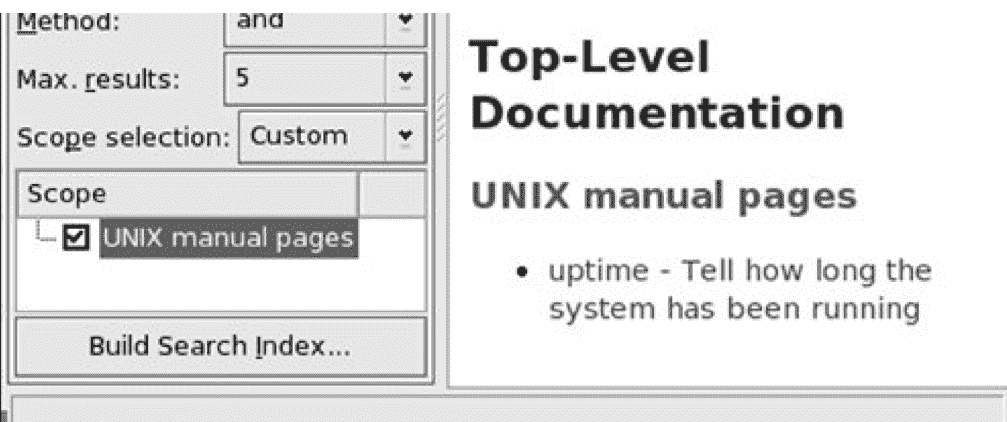 Method: and
Max. results: 5
Scope selection: Custom
Scope
UNIX manual pages
Build Search Index...
Top-Level
Documentation
UNIX manual pages
• uptime - Tell how long the
system has been running